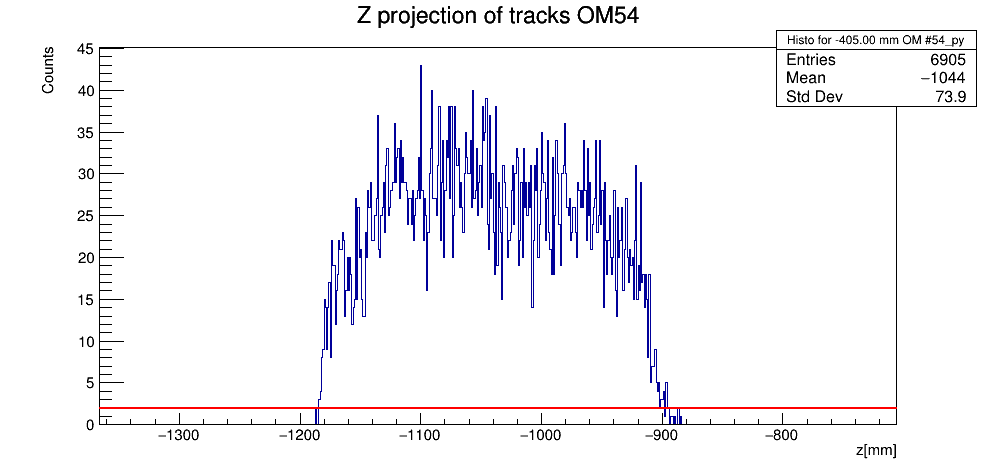 Z projection of tracks OM54
Histo for -405.00 mm OM #54_py
Entries 6905
Mean −1044
Std Dev 73.9
Counts
45
40
35
30
25
20
15
10
5
0
−1300 −1200 −1100 −1000 −900 −800
z[mm]